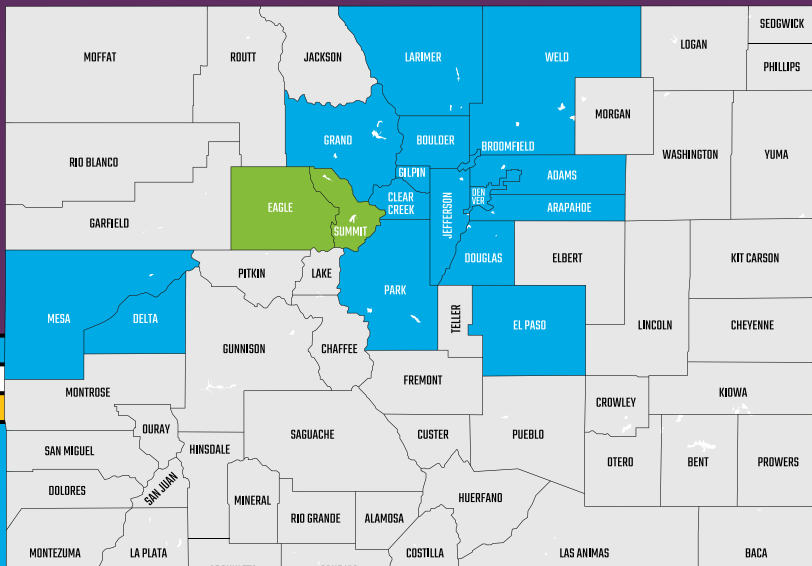 SEDGWICK
MOFFAT
ROUTT
JACKSON
LARIMER
WELD
LOGAN
PHILLIPS
MORGAN
GRAND
BOULDER
BROOMFIELD
RIO BLANCO
WASHINGTON
YUMA
GILPIN
ADAMS
EAGLE
CLEAR
CREEK
JEFFERSON
DEN
VER
ARAPAHOE
GARFIELD
SUMMIT
DOUGLAS
ELBERT
KIT CARSON
PITKIN
LAKE
PARK
MESA
DELTA
TELLER
EL PASO
LINCOLN
CHEYENNE
GUNNISON
CHAFFEE
FREMONT
MONTROSE
CROWLEY
KIOWA
OURAY
SAGUACHE
CUSTER
PUEBLO
SAN MIGUEL
HINSDALE
OTERO
BENT
PROWERS
DOLORES
SAN JUAN
MINERAL
HUERFANO
RIO GRANDE
ALAMOSA
MONTEZUMA
LA PLATA
COSTILLA
LAS ANIMAS
BACA